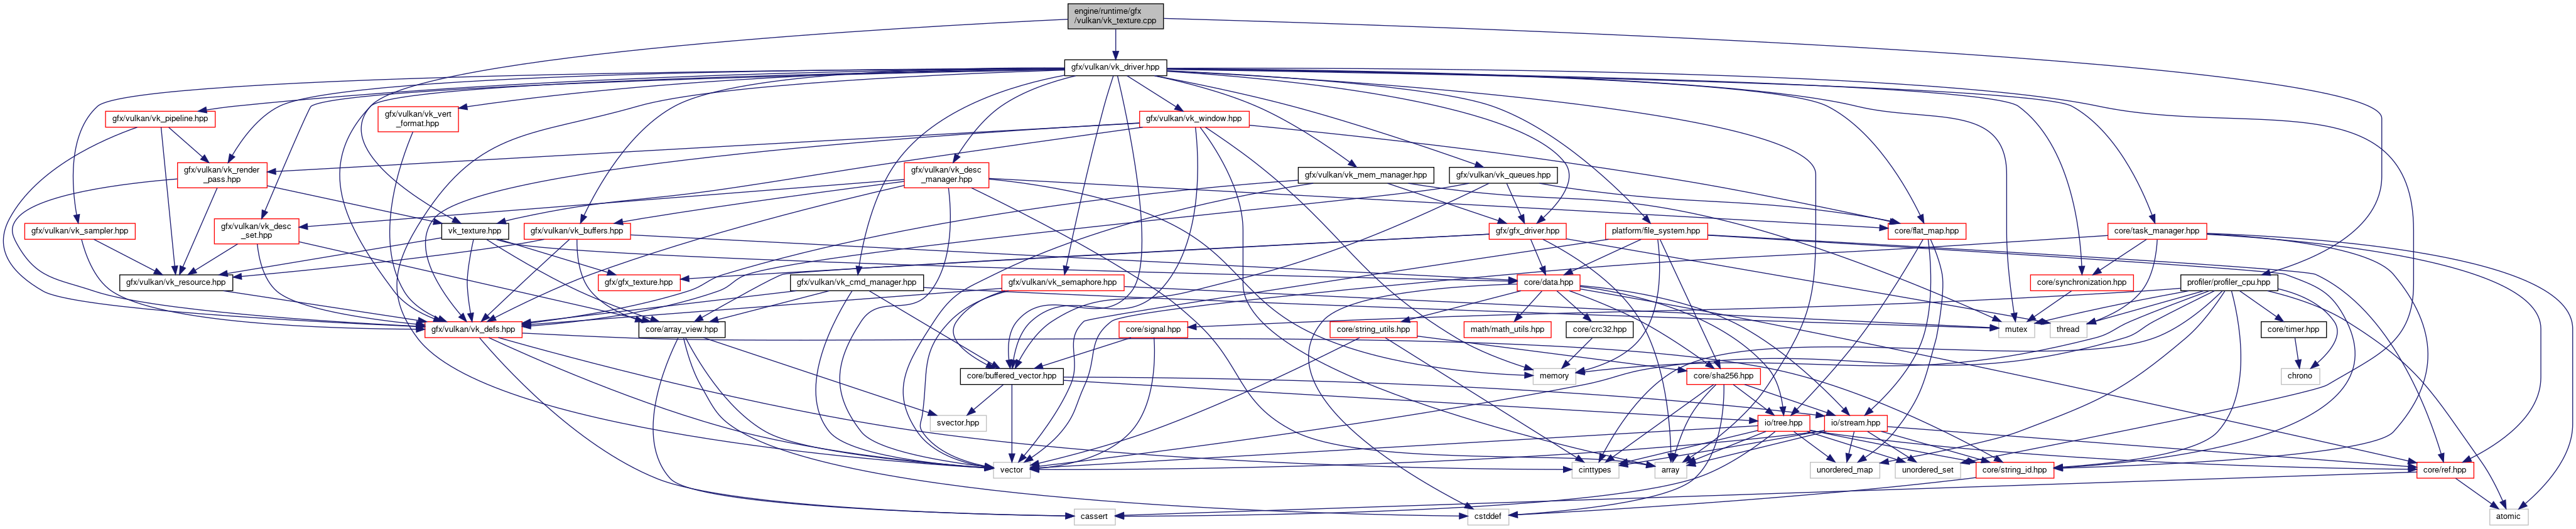 engine/runtime/gfx
/vulkan/vk_texture.cpp
gfx/vulkan/vk_driver.hpp
gfx/vulkan/vk_pipeline.hpp
gfx/vulkan/vk_vert
_format.hpp
gfx/vulkan/vk_window.hpp
gfx/vulkan/vk_render
_pass.hpp
gfx/vulkan/vk_desc
_manager.hpp
gfx/vulkan/vk_mem_manager.hpp
gfx/vulkan/vk_queues.hpp
gfx/vulkan/vk_sampler.hpp
gfx/vulkan/vk_desc
_set.hpp
vk_texture.hpp
gfx/vulkan/vk_buffers.hpp
gfx/gfx_driver.hpp
platform/file_system.hpp
core/flat_map.hpp
core/task_manager.hpp
gfx/vulkan/vk_resource.hpp
gfx/gfx_texture.hpp
gfx/vulkan/vk_cmd_manager.hpp
gfx/vulkan/vk_semaphore.hpp
core/data.hpp
core/synchronization.hpp
profiler/profiler_cpu.hpp
gfx/vulkan/vk_defs.hpp
core/array_view.hpp
core/signal.hpp
core/string_utils.hpp
math/math_utils.hpp
core/crc32.hpp
mutex
thread
core/timer.hpp
core/buffered_vector.hpp
memory
core/sha256.hpp
chrono
svector.hpp
io/tree.hpp
io/stream.hpp
vector
cinttypes
array
unordered_map
unordered_set
core/string_id.hpp
core/ref.hpp
cassert
cstddef
atomic